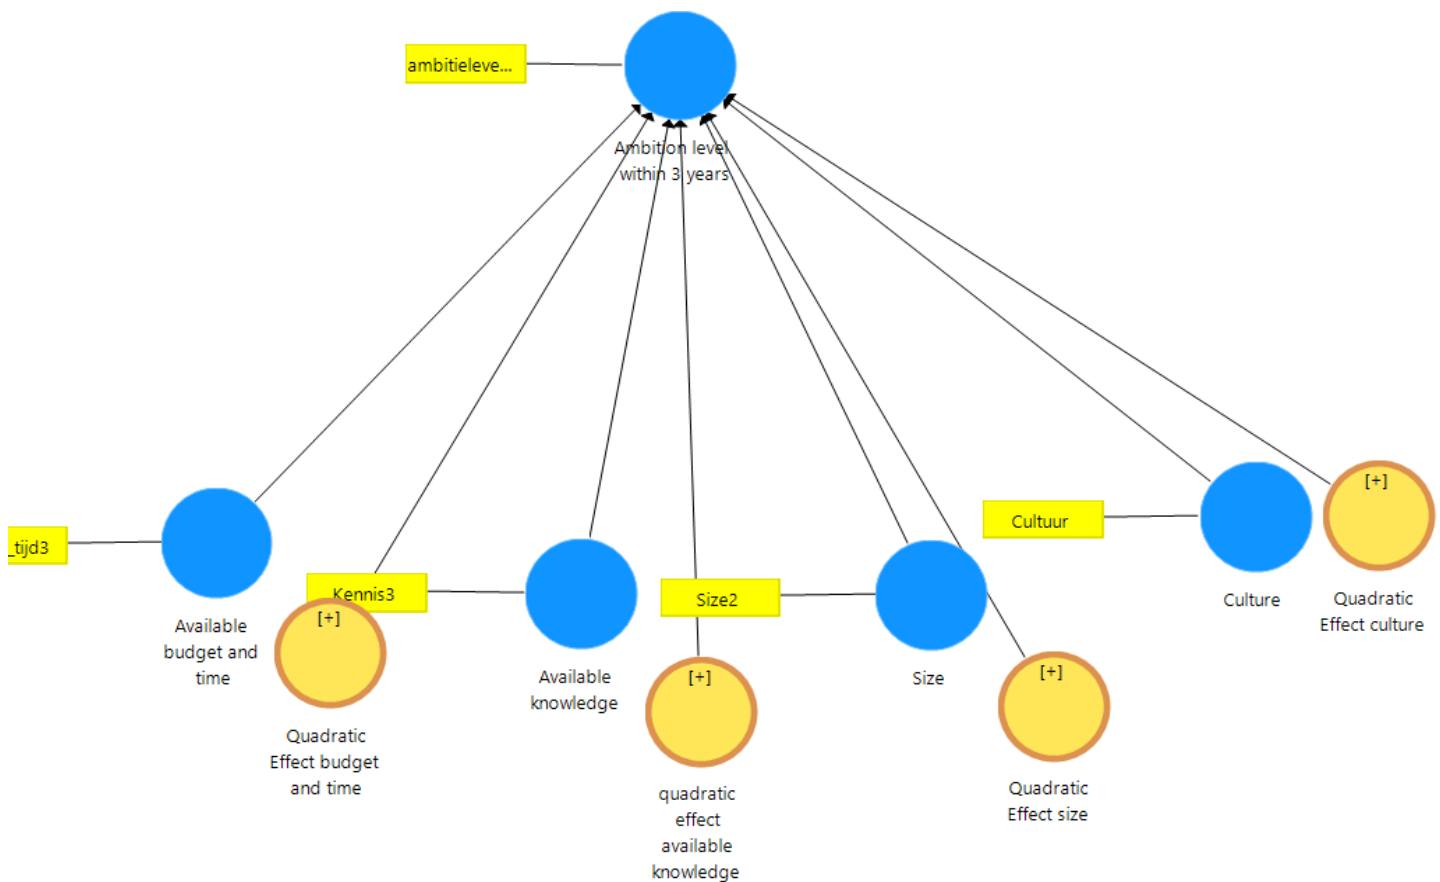 ambitieleve...
Ambition level
within 3 years
_tijd3
Available
budget and
time
Kennis3
[+]
Quadratic
Effect budget
and time
Available
knowledge
Size2
[+]
quadratic
effect
available
knowledge
Size
[+]
Quadratic
Effect size
Cultuur
Culture
[+]
Quadratic
Effect culture